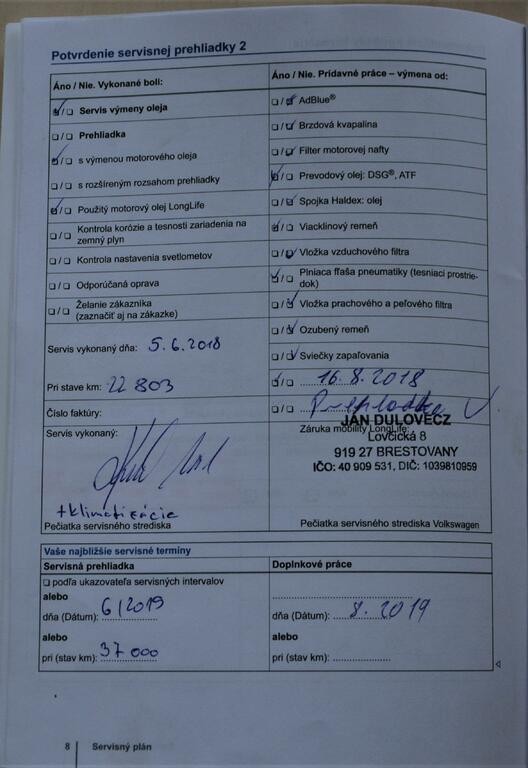 Potvrdenie servisnej prehliadky 2
Áno / Nie. Vykonané boli:
☑/☐ Servis výmeny oleja
☐/☐ Prehliadka
☑/☐ s výmenou motorového oleja
☐/☐ s rozšíreným rozsahom prehliadky
☑/☐ Použitý motorový olej LongLife
☐/☐ Kontrola korózie a tesnosti zariadenia na
zemný plyn
☐/☐ Kontrola nastavenia svetlometov
☐/☐ Odporúčaná oprava
☐/☐ Želanie zákazníka
(zaznačiť aj na zákazke)
Servis vykonaný dňa: 5.6.2018
Pri stave km: 22 803
Číslo faktúry:
Servis vykonaný:
+klimatizácie
Pečiatka servisného strediska
Áno / Nie. Prídavné práce – výmena od:
☐/☑ AdBlue®
☐/☑ Brzdová kvapalina
☐/☑ Filter motorovej nafty
☑/☐ Prevodový olej: DSG®, ATF
☐/☑ Spojka Haldex: olej
☑/☐ Viacklinový remeň
☐/☑ Vložka vzduchového filtra
☑/☐ Plniaca fľaša pneumatiky (tesniaci prostrie-
dok)
☐/☑ Vložka prachového a peľového filtra
☐/☑ Ozubený remeň
☐/☑ Sviečky zapaľovania
☑/☐ 16.8.2018
☐/☐ Prehliadka
Záruka mobility LongLife:
JÁN DULOVECZ
Lovčická 8
919 27 BRESTOVANY
IČO: 40 909 531, DIČ: 1039810959
Pečiatka servisného strediska Volkswagen
Vaše najbližšie servisné termíny
Servisná prehliadka
☐ podľa ukazovateľa servisných intervalov
alebo
dňa (Dátum): 6/2019
alebo
pri (stav km): 37 000
Doplnkové práce
dňa (Dátum): 8.2019
alebo
pri (stav km):
8 Servisný plán